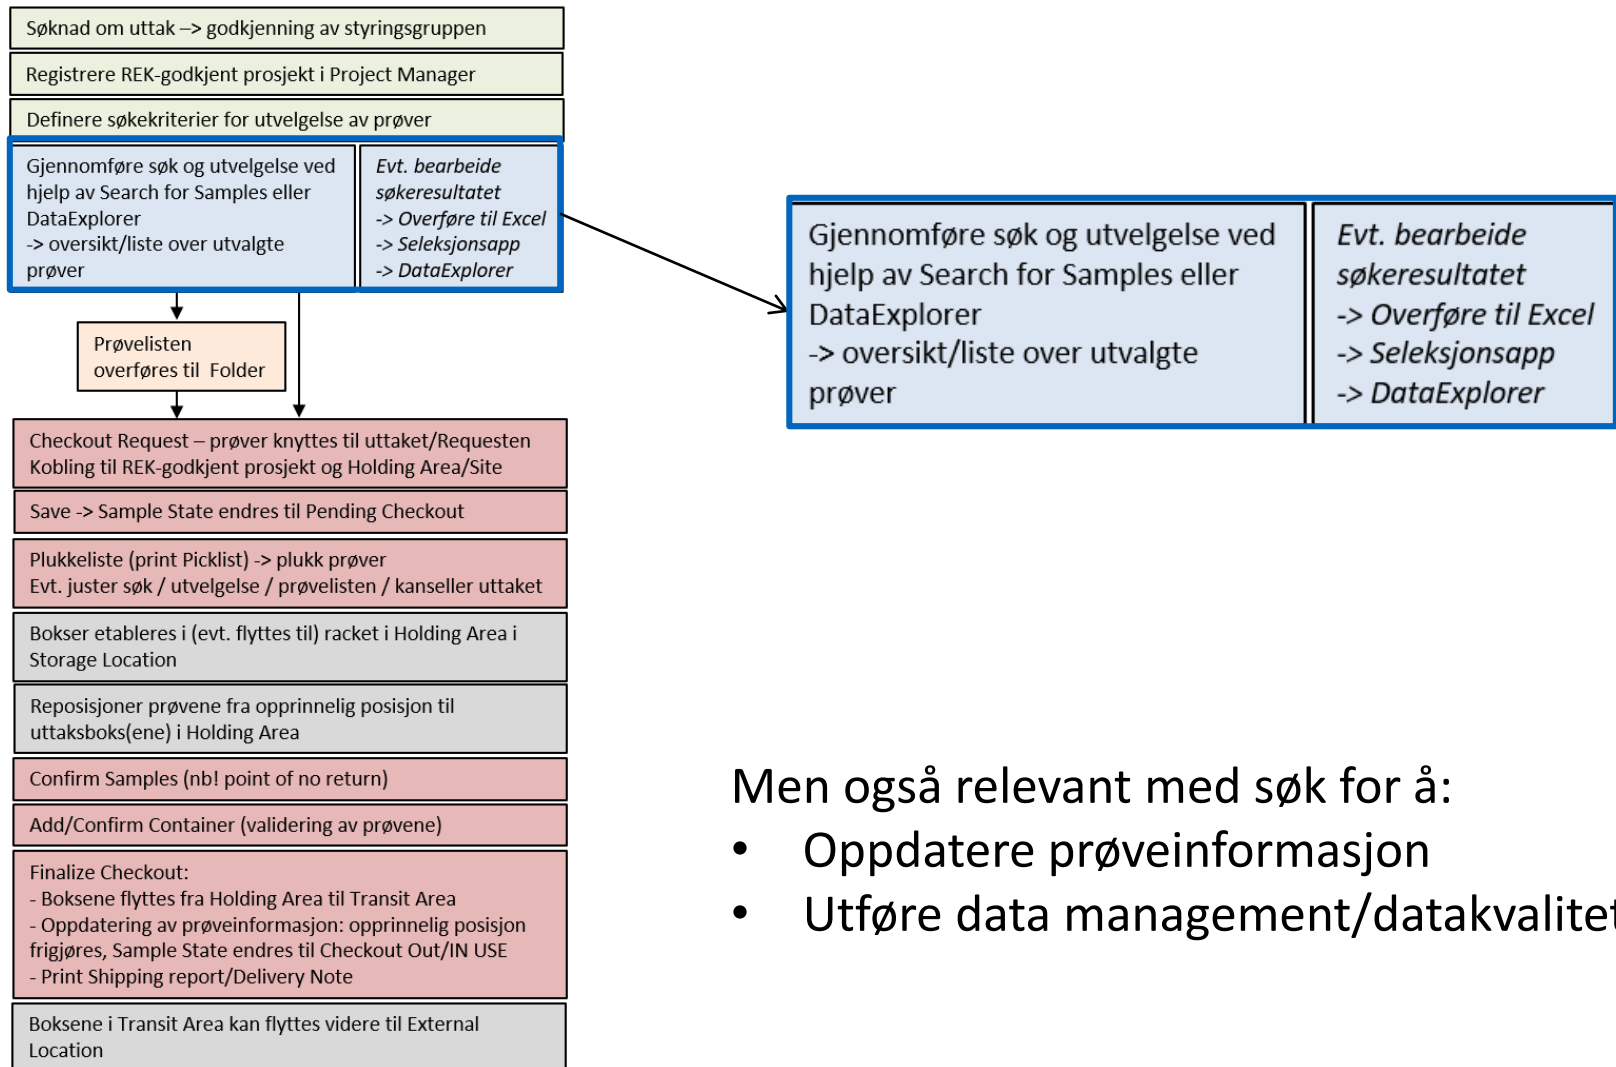 Søknad om uttak –> godkjenning av styringsgruppen
Registrere REK-godkjent prosjekt i Project Manager
Definere søkekriterier for utvelgelse av prøver
Gjennomføre søk og utvelgelse ved
hjelp av Search for Samples eller
DataExplorer
-> oversikt/liste over utvalgte
prøver
Evt. bearbeide
søkeresultatet
-> Overføre til Excel
-> Seleksjonsapp
-> DataExplorer
Prøvelisten
overføres til Folder
Checkout Request – prøver knyttes til uttaket/Requesten
Kobling til REK-godkjent prosjekt og Holding Area/Site
Save -> Sample State endres til Pending Checkout
Plukkeliste (print Picklist) -> plukk prøver
Evt. juster søk / utvelgelse / prøvelisten / kanseller uttaket
Bokser etableres i (evt. flyttes til) racket i Holding Area i
Storage Location
Reposisjoner prøvene fra opprinnelig posisjon til
uttaksboks(ene) i Holding Area
Confirm Samples (nb! point of no return)
Add/Confirm Container (validering av prøvene)
Finalize Checkout:
- Boksene flyttes fra Holding Area til Transit Area
- Oppdatering av prøveinformasjon: opprinnelig posisjon
frigjøres, Sample State endres til Checkout Out/IN USE
- Print Shipping report/Delivery Note
Boksene i Transit Area kan flyttes videre til External
Location
Gjennomføre søk og utvelgelse ved
hjelp av Search for Samples eller
DataExplorer
-> oversikt/liste over utvalgte
prøver
Evt. bearbeide
søkeresultatet
-> Overføre til Excel
-> Seleksjonsapp
-> DataExplorer
Men også relevant med søk for å:
• Oppdatere prøveinformasjon
• Utføre data management/datakvalitet